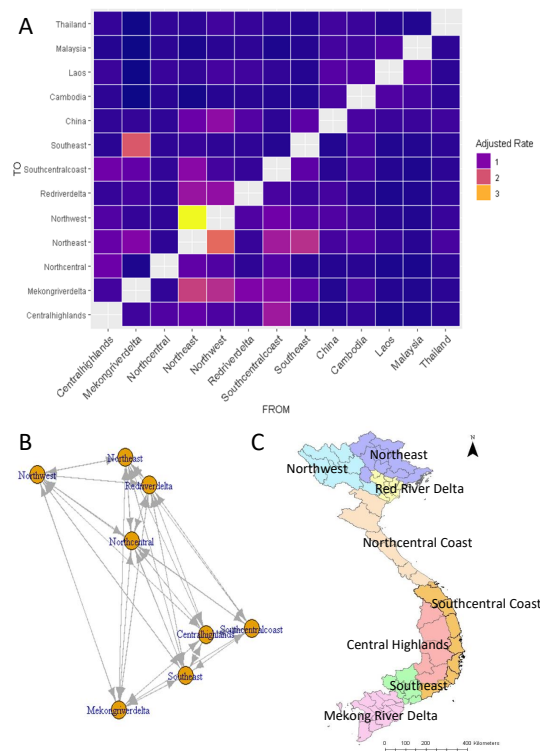 A
Thailand
Malaysia
Laos
Cambodia
China
Southeast
Southcentralcoast
Redriverdelta
Northwest
Northeast
Northcentral
Mekongriverdelta
Centralhighlands
TO
Centralhighlands
Mekongriverdelta
Northcentral
Northeast
Northwest
Redriverdelta
Southcentralcoast
Southeast
China
Cambodia
Laos
Malaysia
Thailand
FROM
Adjusted Rate
1
2
3
B
Northeast
Northwest
Redriverdelta
Northcentral
Centralhighlands
Southcentralcoast
Southeast
Mekongriverdelta
C
N
Northeast
Northwest
Red River Delta
Northcentral Coast
Southcentral Coast
Central Highlands
Southeast
Mekong River Delta
0 50 100 200 300 400 Kilometers